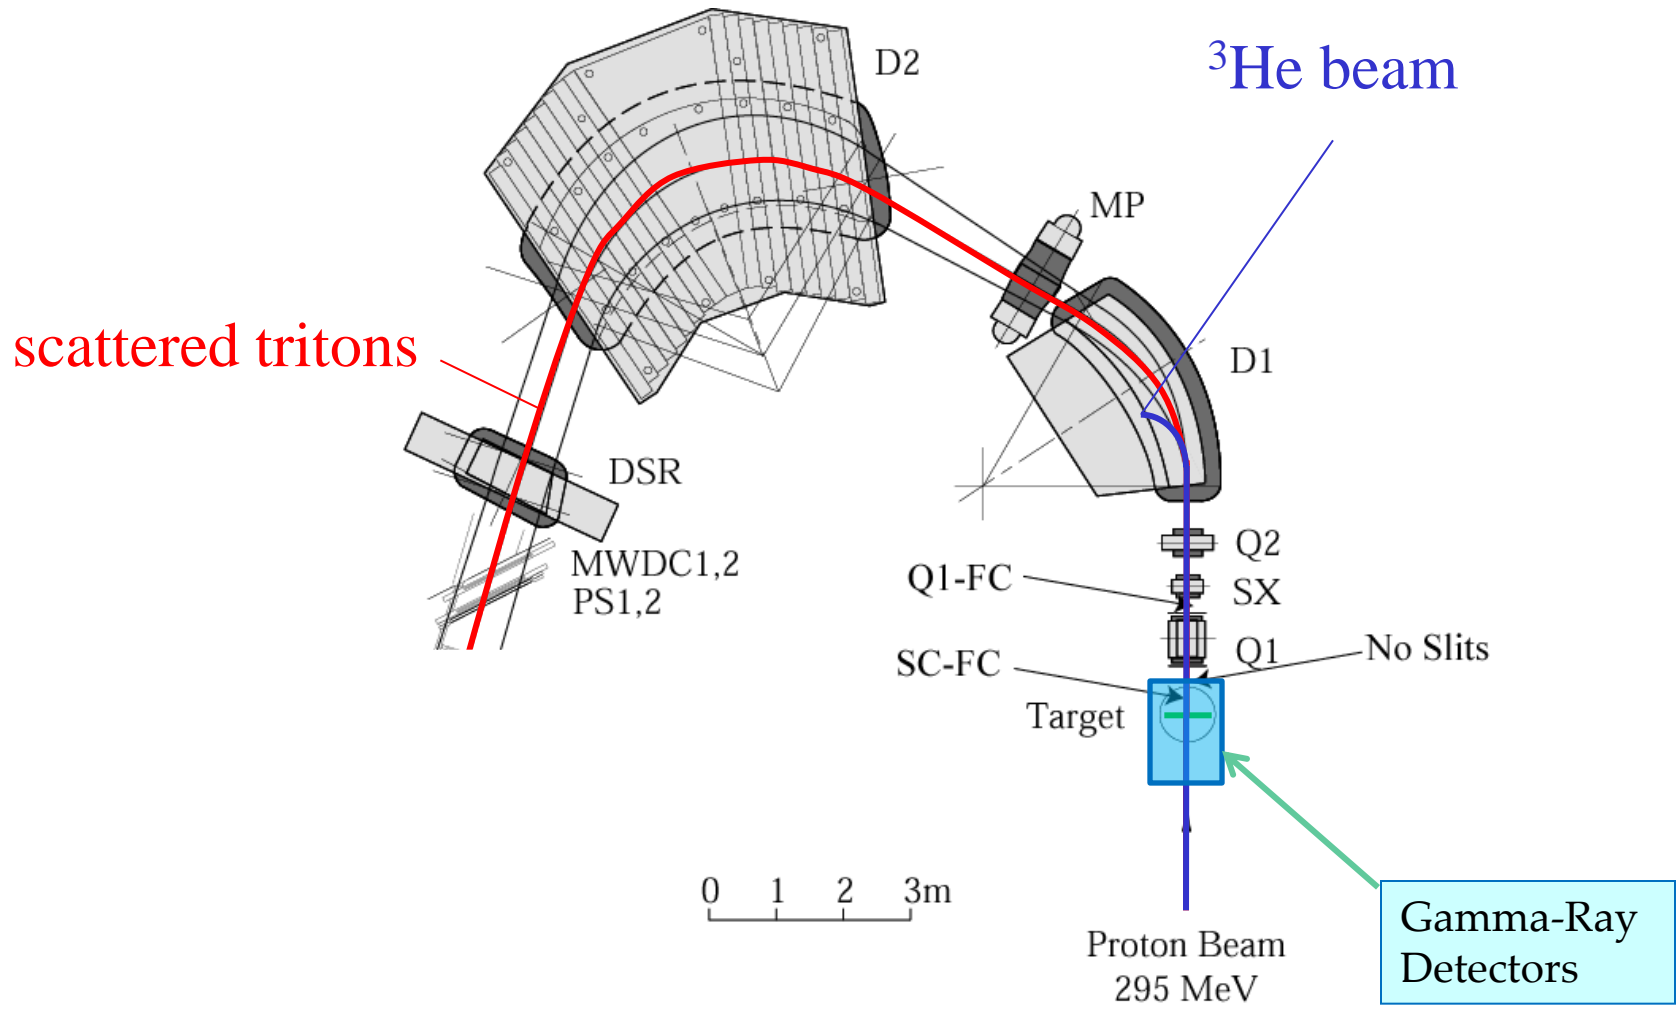 D2
³He beam
MP
scattered tritons
D1
DSR
MWDC1,2
PS1,2
Q2
Q1-FC
SX
Q1
No Slits
SC-FC
Target
0 1 2 3m
Gamma-Ray
Detectors
Proton Beam
295 MeV